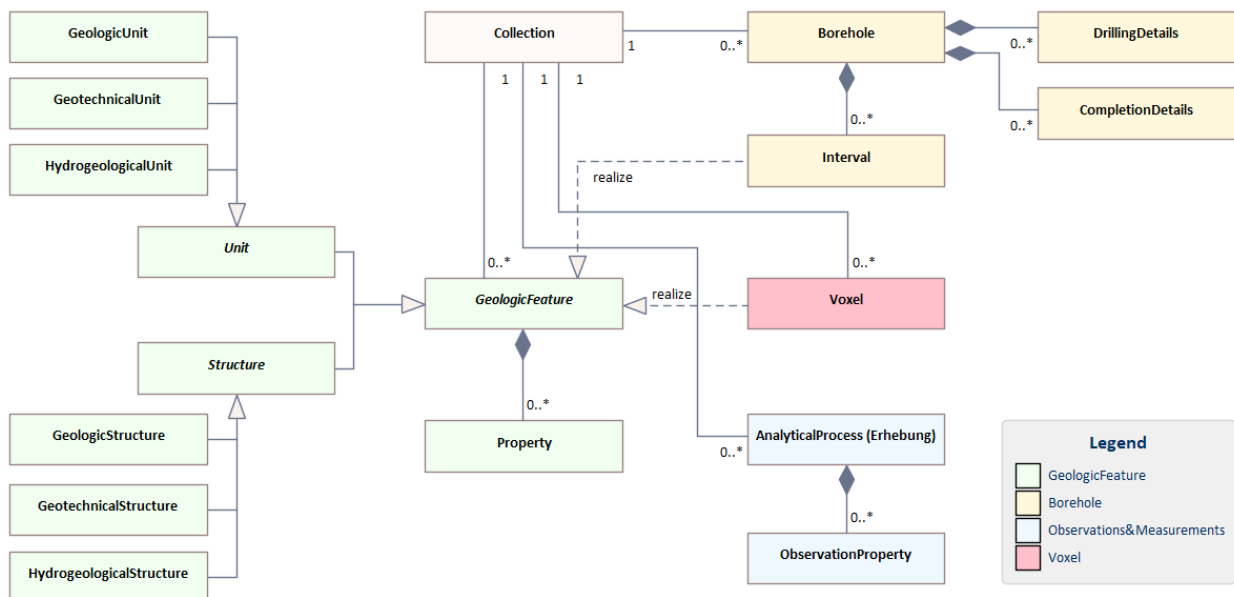 GeologicUnit
Collection
1
0..*
Borehole
0..*
DrillingDetails
1
1
1
GeotechnicalUnit
0..*
0..*
CompletionDetails
HydrogeologicalUnit
Interval
realize
Unit
0..*
0..*
GeologicFeature
realize
Voxel
Structure
0..*
GeologicStructure
Property
AnalyticalProcess (Erhebung)
0..*
Legend
GeologicFeature
GeotechnicalStructure
Borehole
0..*
Observations&Measurements
ObservationProperty
Voxel
HydrogeologicalStructure